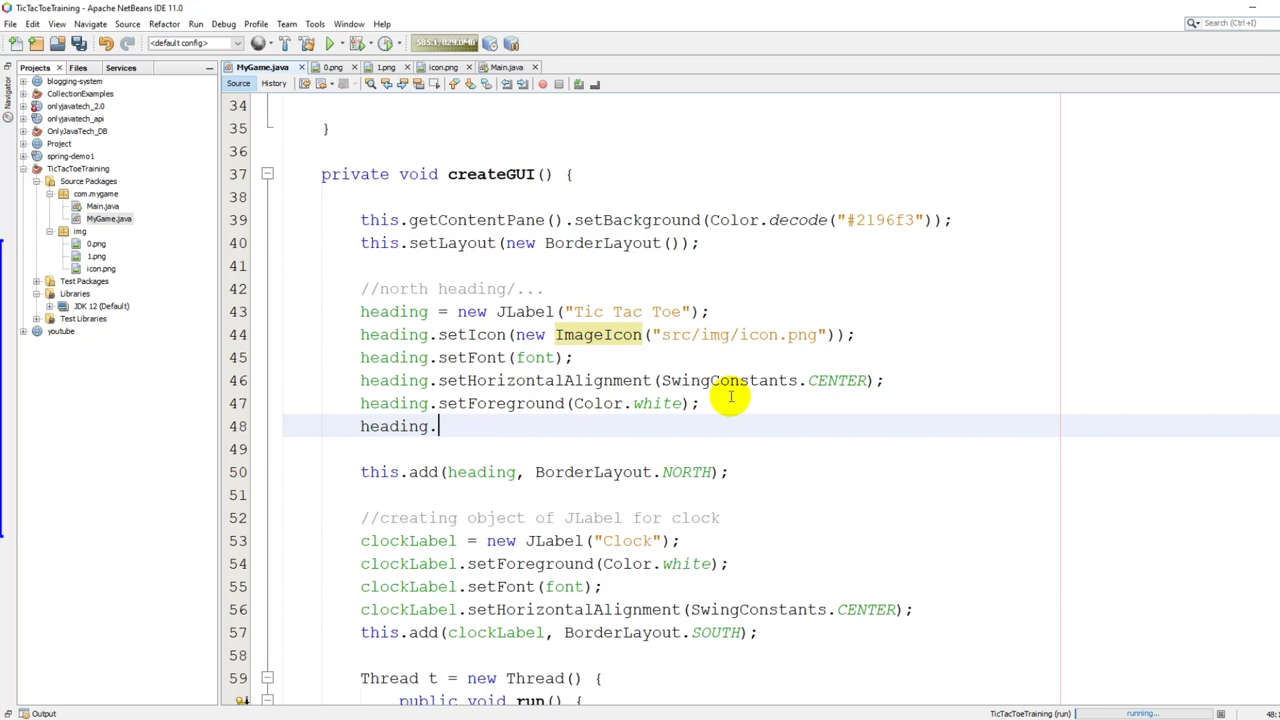 TicTacToeTraining - Apache NetBeans IDE 11.0
File Edit View Navigate Source Refactor Run Debug Profile Team Tools Window Help
<default config> 585.1/829.0MB Search (Ctrl+I)
Projects Files Services
MyGame.java 0.png 1.png icon.png Main.java
Source History
Navigator
blogging-system
CollectionExamples
onlyjavatech_2.0
onlyjavatech_api
OnlyJavaTech_DB
Project
spring-demo1
TicTacToeTraining
Source Packages
com.mygame
Main.java
MyGame.java
img
0.png
1.png
icon.png
Test Packages
Libraries
JDK 12 (Default)
Test Libraries
youtube
34
35 }
36
37 private void createGUI() {
38
39 this.getContentPane().setBackground(Color.decode("#2196f3"));
40 this.setLayout(new BorderLayout());
41
42 //north heading/...
43 heading = new JLabel("Tic Tac Toe");
44 heading.setIcon(new ImageIcon("src/img/icon.png"));
45 heading.setFont(font);
46 heading.setHorizontalAlignment(SwingConstants.CENTER);
47 heading.setForeground(Color.white);
48 heading.
49
50 this.add(heading, BorderLayout.NORTH);
51
52 //creating object of JLabel for clock
53 clockLabel = new JLabel("Clock");
54 clockLabel.setForeground(Color.white);
55 clockLabel.setFont(font);
56 clockLabel.setHorizontalAlignment(SwingConstants.CENTER);
57 this.add(clockLabel, BorderLayout.SOUTH);
58
59 Thread t = new Thread() {
public void run() {
Output TicTacToeTraining (run) running...